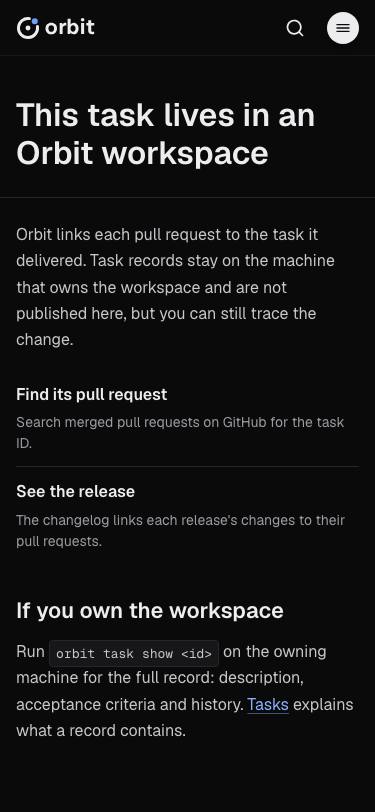 orbit
This task lives in an
Orbit workspace
Orbit links each pull request to the task it
delivered. Task records stay on the machine
that owns the workspace and are not
published here, but you can still trace the
change.
Find its pull request
Search merged pull requests on GitHub for the task
ID.
See the release
The changelog links each release's changes to their
pull requests.
If you own the workspace
Run orbit task show <id> on the owning
machine for the full record: description,
acceptance criteria and history. Tasks explains
what a record contains.